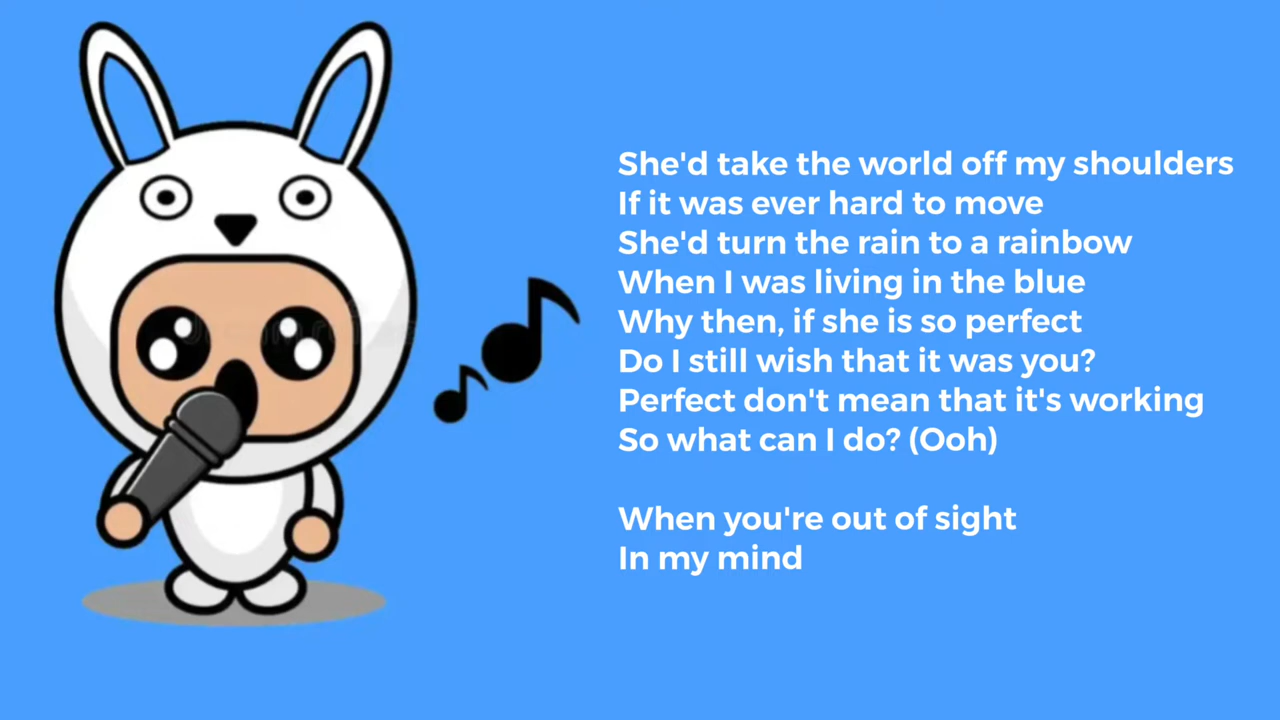 She'd take the world off my shoulders
If it was ever hard to move
She'd turn the rain to a rainbow
When I was living in the blue
Why then, if she is so perfect
Do I still wish that it was you?
Perfect don't mean that it's working
So what can I do? (Ooh)
When you're out of sight
In my mind